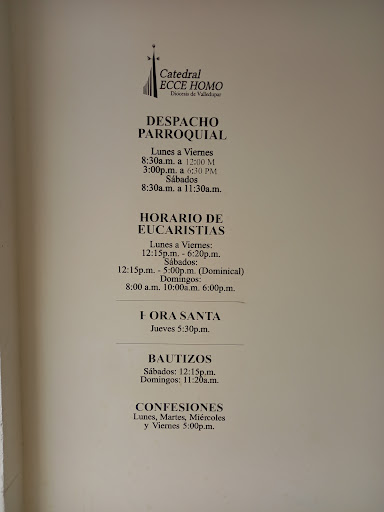 Catedral
ECCE HOMO
Diócesis de Valledupar
DESPACHO
PARROQUIAL
Lunes a Viernes
8:30a.m. a 12:00 M
3:00p.m. a 6:30 PM
Sábados
8:30a.m. a 11:30a.m.
HORARIO DE
EUCARISTIAS
Lunes a Viernes:
12:15p.m. - 6:20p.m.
Sábados:
12:15p.m. - 5:00p.m. (Dominical)
Domingos:
8:00 a.m. 10:00a.m. 6:00p.m.
HORA SANTA
Jueves 5:30p.m.
BAUTIZOS
Sábados: 12:15p.m.
Domingos: 11:20a.m.
CONFESIONES
Lunes, Martes, Miércoles
y Viernes 5:00p.m.